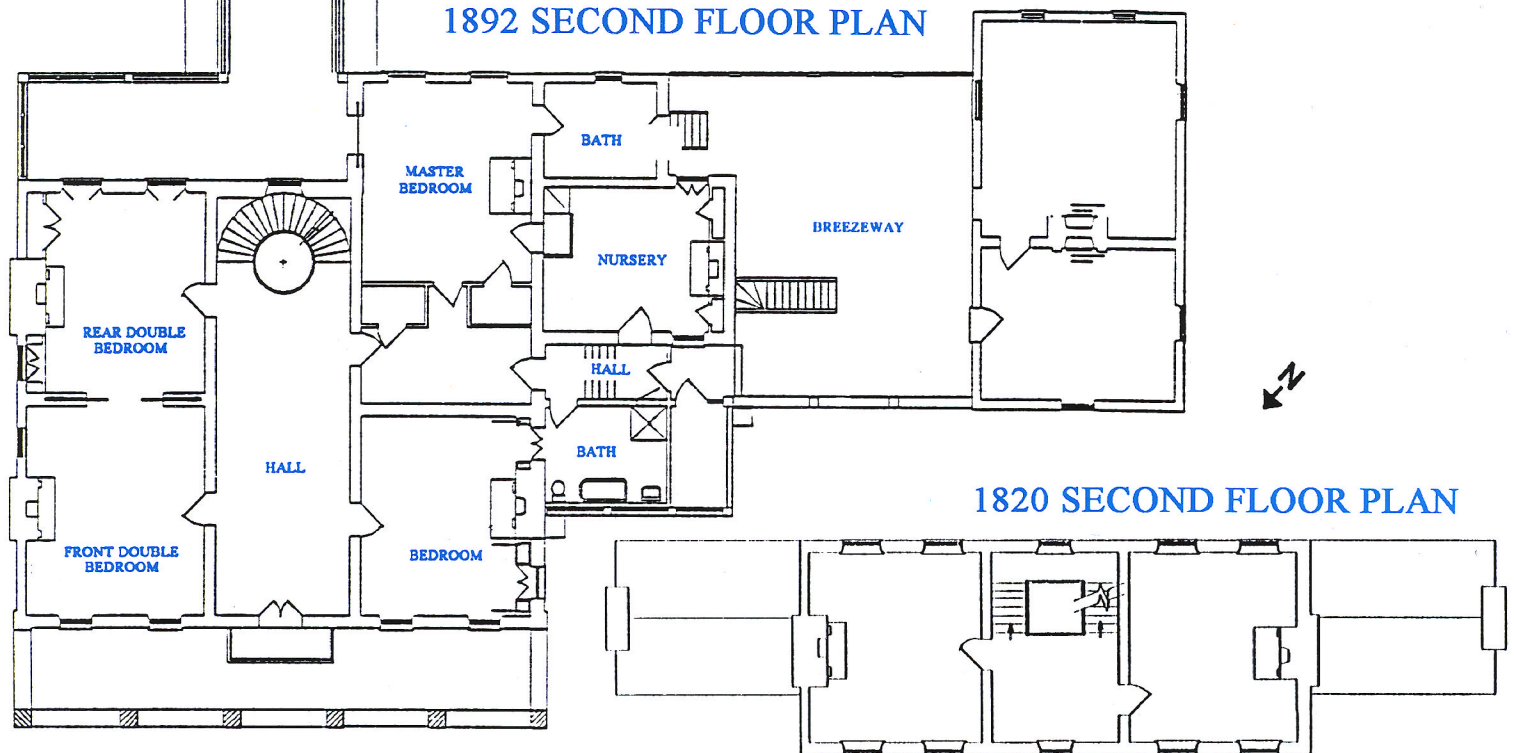 1892 SECOND FLOOR PLAN
BATH
MASTER
BEDROOM
BREEZEWAY
NURSERY
REAR DOUBLE
BEDROOM
HALL
N
BATH
HALL
1820 SECOND FLOOR PLAN
FRONT DOUBLE
BEDROOM
BEDROOM